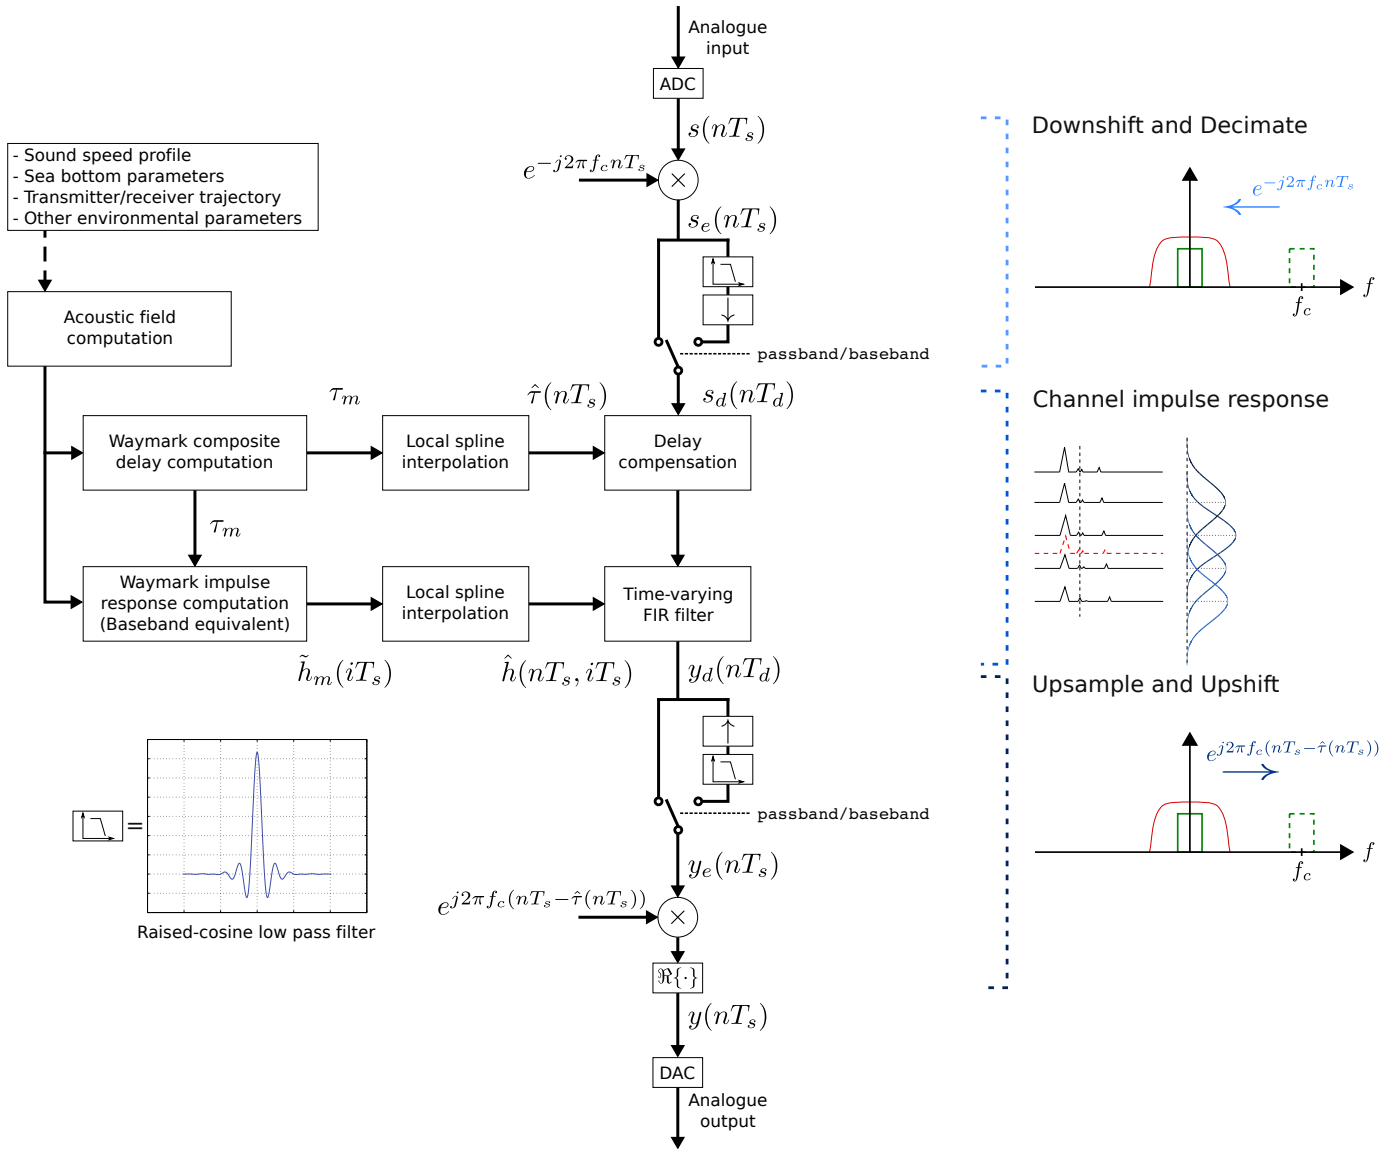 Analogue
input
ADC
s(nT_s)
e^{-j2πf_c nT_s}
×
s_e(nT_s)
- Sound speed profile
- Sea bottom parameters
- Transmitter/receiver trajectory
- Other environmental parameters
Acoustic field
computation
passband/baseband
τ_m
τ̂(nT_s)
s_d(nT_d)
Waymark composite
delay computation
Local spline
interpolation
Delay
compensation
τ_m
Waymark impulse
response computation
(Baseband equivalent)
Local spline
interpolation
Time-varying
FIR filter
h̃_m(iT_s)
ĥ(nT_s, iT_s)
y_d(nT_d)
passband/baseband
=
Raised-cosine low pass filter
y_e(nT_s)
e^{j2πf_c(nT_s-τ̂(nT_s))}
×
ℜ{·}
y(nT_s)
DAC
Analogue
output
Downshift and Decimate
e^{-j2πf_c nT_s}
f
f_c
Channel impulse response
Upsample and Upshift
e^{j2πf_c(nT_s-τ̂(nT_s))}
f
f_c